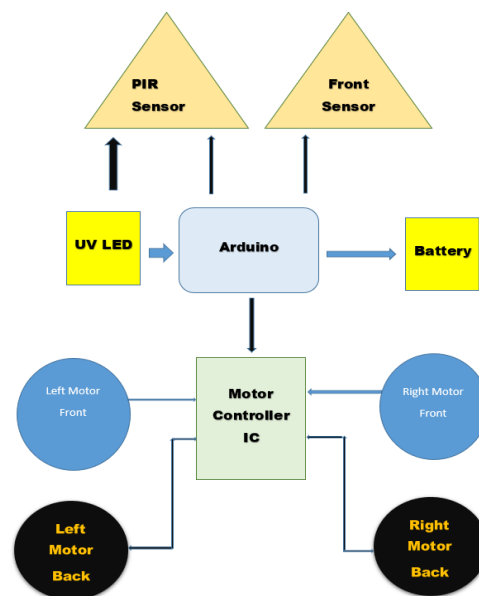 PIR
Sensor
Front
Sensor
UV LED
Arduino
Battery
Left Motor
Front
Motor
Controller
IC
Right Motor
Front
Left
Motor
Back
Right
Motor
Back